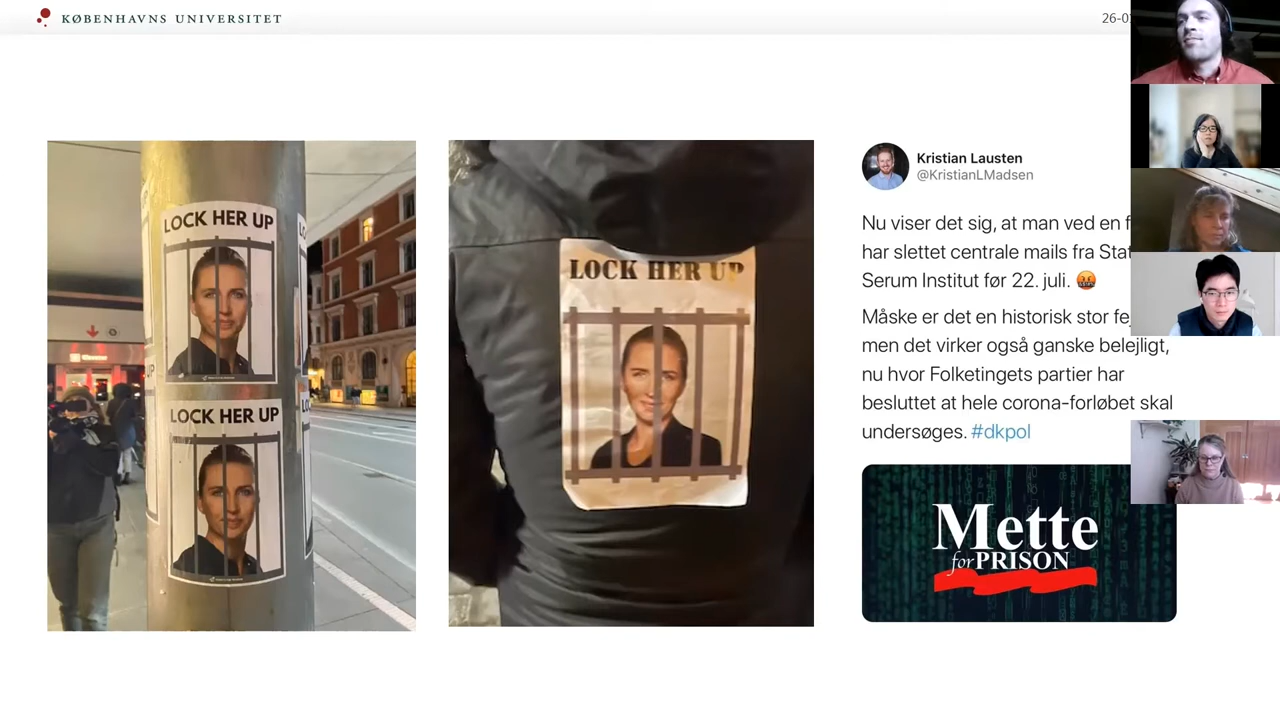 KØBENHAVNS UNIVERSITET
26-0
LOCK HER UP
LOCK HER UP
LOCK HER UP
Kristian Lausten
@KristianLMadsen
Nu viser det sig, at man ved en
har slettet centrale mails fra
Serum Institut før 22. juli. 🤬
Måske er det en historisk stor
men det virker også ganske belejligt,
nu hvor Folketingets partier har
besluttet at hele corona-forløbet skal
undersøges. #dkpol
Mette
for PRISON